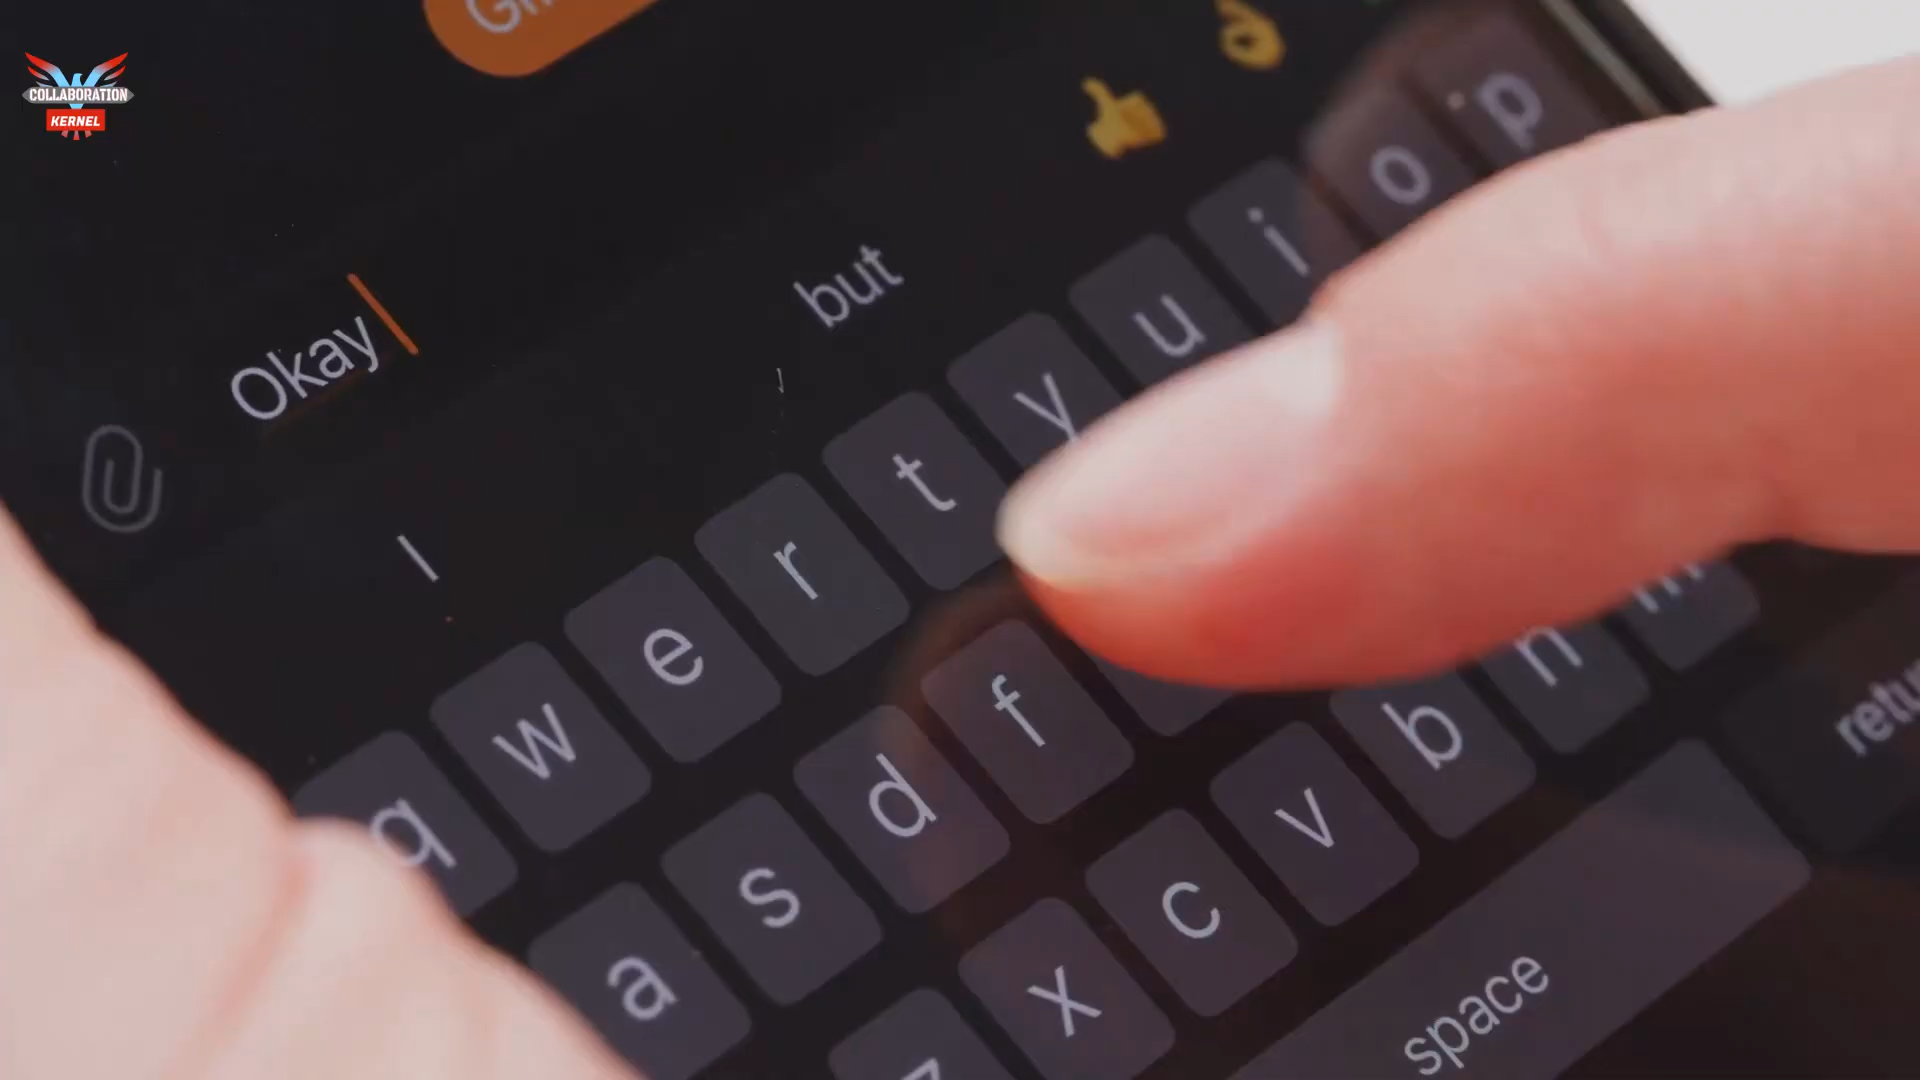 COLLABORATION
KERNEL
Okay
I
but
q w e r t y u i o p
a s d f
z x c v b n m
space